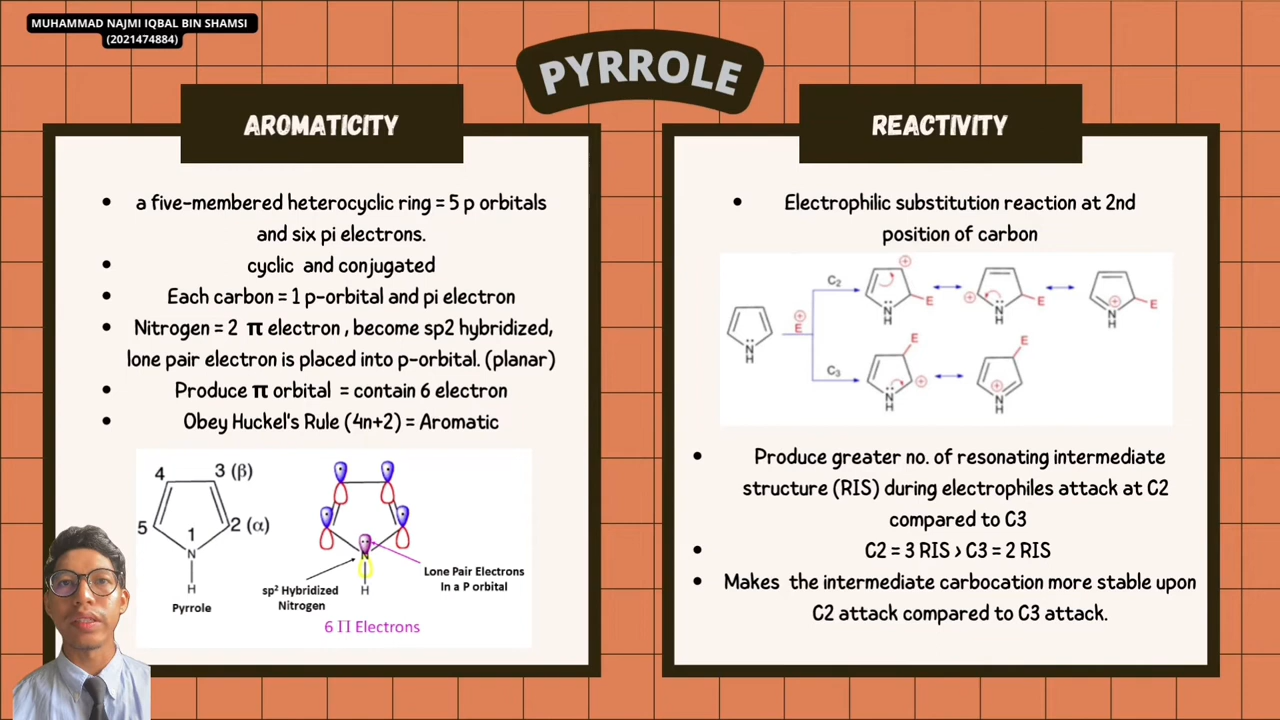 MUHAMMAD NAJMI IQBAL BIN SHAMSI
(2021474884)
PYRROLE
AROMATICITY
• a five-membered heterocyclic ring = 5 p orbitals
and six pi electrons.
• cyclic and conjugated
• Each carbon = 1 p-orbital and pi electron
• Nitrogen = 2 π electron , become sp2 hybridized,
lone pair electron is placed into p-orbital. (planar)
• Produce π orbital = contain 6 electron
• Obey Huckel's Rule (4n+2) = Aromatic
4
3 (β)
5
1
2 (α)
N
H
Pyrrole
N
H
sp² Hybridized
Nitrogen
Lone Pair Electrons
In a P orbital
6 Π Electrons
REACTIVITY
• Electrophilic substitution reaction at 2nd
position of carbon
N
H
⊕
E
C₂
⊕
E
N
H
⊕
E
N
H
⊕
E
N
H
C₃
E
⊕
N
H
E
⊕
N
H
• Produce greater no. of resonating intermediate
structure (RIS) during electrophiles attack at C2
compared to C3
• C2 = 3 RIS › C3 = 2 RIS
• Makes the intermediate carbocation more stable upon
C2 attack compared to C3 attack.